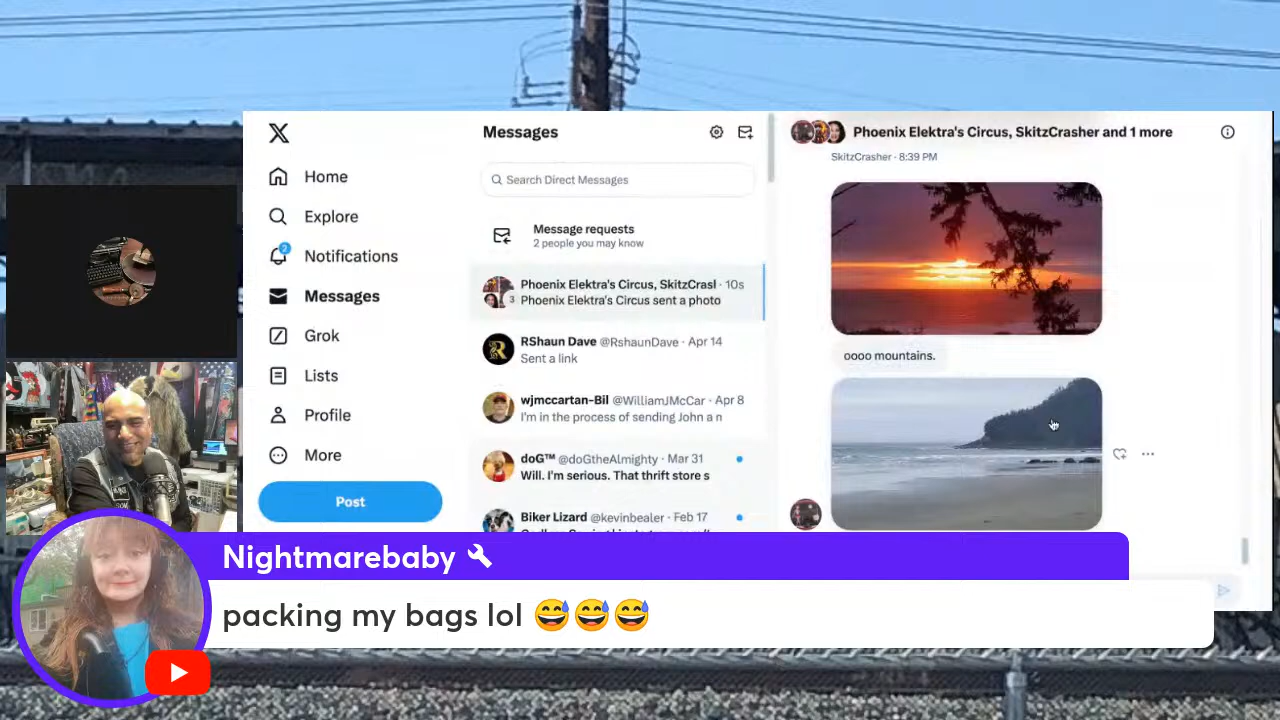 Home
Explore
2
Notifications
Messages
Grok
Lists
Profile
More
Post
Messages
Search Direct Messages
Message requests
2 people you may know
Phoenix Elektra's Circus, SkitzCrasl · 10s
3
Phoenix Elektra's Circus sent a photo
RShaun Dave @RshaunDave · Apr 14
Sent a link
wjmccartan-Bil @WilliamJMcCar · Apr 8
I'm in the process of sending John a n
doG™ @doGtheAlmighty · Mar 31
Will. I'm serious. That thrift store s
Biker Lizard @kevinbealer · Feb 17
Phoenix Elektra's Circus, SkitzCrasher and 1 more
SkitzCrasher · 8:39 PM
oooo mountains.
Nightmarebaby
packing my bags lol 😅😅😅